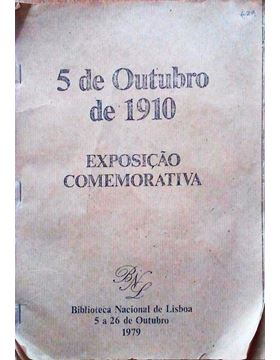 5 de Outubro
de 1910
EXPOSIÇÃO
COMEMORATIVA
BNL
Biblioteca Nacional de Lisboa
5 a 26 de Outubro
1979